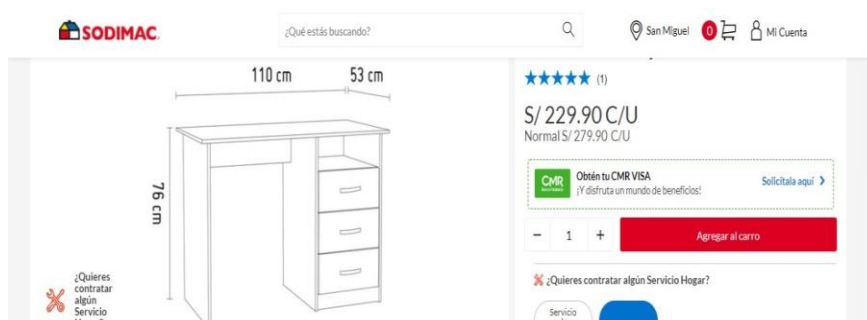 SODIMAC.
¿Qué estás buscando?
San Miguel
0
Mi Cuenta
110 cm
53 cm
76 cm
¿Quieres
contratar
algún
Servicio
(1)
S/ 229.90 C/U
Normal S/ 279.90 C/U
CMR
Obtén tu CMR VISA
¡Y disfruta un mundo de beneficios!
Solicítala aquí
- 1 +
Agregar al carro
¿Quieres contratar algún Servicio Hogar?
Servicio